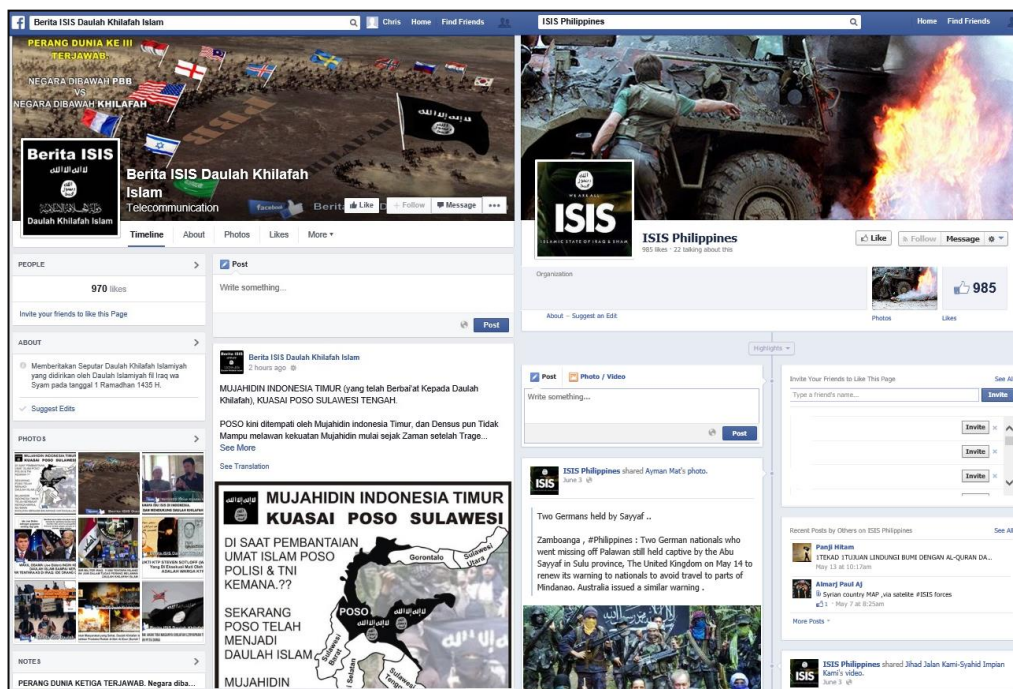 Berita ISIS Daulah Khilafah Islam
Chris Home Find Friends
PERANG DUNIA KE III
TERJAWAB.
NEGARA DIBAWAH PBB
VS
NEGARA DIBAWAH KHILAFAH
Berita ISIS
Daulah Khilafah Islam
Berita ISIS Daulah Khilafah
Islam
Telecommunication
facebook
Like
Follow
Message
Timeline About Photos Likes More
PEOPLE
970 likes
Invite your friends to like this Page
ABOUT
Memberitakan Seputar Daulah Khilafah Islamiyah
yang didirikan oleh Daulah Islamiyah fil Iraq wa
Syam pada tanggal 1 Ramadhan 1435 H.
Suggest Edits
PHOTOS
NOTES
PERANG DUNIA KETIGA TERJAWAB. Negara diba...
Post
Write something...
Post
Berita ISIS Daulah Khilafah Islam
2 hours ago
MUJAHIDIN INDONESIA TIMUR (yang telah Berbai'at Kepada Daulah
Khilafah), KUASAI POSO SULAWESI TENGAH.
POSO kini ditempati oleh Mujahidin indonesia Timur, dan Densus pun Tidak
Mampu melawan kekuatan Mujahidin mulai sejak Zaman setelah Trage...
See More
See Translation
MUJAHIDIN INDONESIA TIMUR
KUASAI POSO SULAWESI
DI SAAT PEMBANTAIAN
UMAT ISLAM POSO
POLISI & TNI
KEMANA.??
SEKARANG
POSO TELAH
MENJADI
DAULAH ISLAM
MUJAHIDIN
Gorontalo
Sulawesi
Utara
POSO
Sulawesi
Barat
ISIS Philippines
Home Find Friends
WE ARE ALL
ISIS
ISLAMIC STATE OF IRAQ & SHAM
ISIS Philippines
985 likes · 22 talking about this
Like
Follow
Message
Organization
About – Suggest an Edit
Photos
985
Likes
Highlights
Post Photo / Video
Write something...
Post
ISIS Philippines shared Ayman Mat's photo.
June 3
Two Germans held by Sayyaf ..
Zamboanga , #Philippines : Two German nationals who
went missing off Palawan still held captive by the Abu
Sayyaf in Sulu province, The United Kingdom on May 14 to
renew its warning to nationals to avoid travel to parts of
Mindanao. Australia issued a similar warning .
Invite Your Friends to Like This Page See All
Type a friend's name... Invite
Invite
Invite
Invite
Recent Posts by Others on ISIS Philippines See All
Panji Hitam
1TEKAD 1TUJUAN LINDUNGI BUMI DENGAN AL-QURAN DA...
May 13 at 10:17am
Almarj Paul AJ
Syrian country MAP ,via satelite #ISIS forces
1 · May 7 at 8:25am
More Posts
ISIS Philippines shared Jihad Jalan Kami-Syahid Impian
Kami's video.
June 3